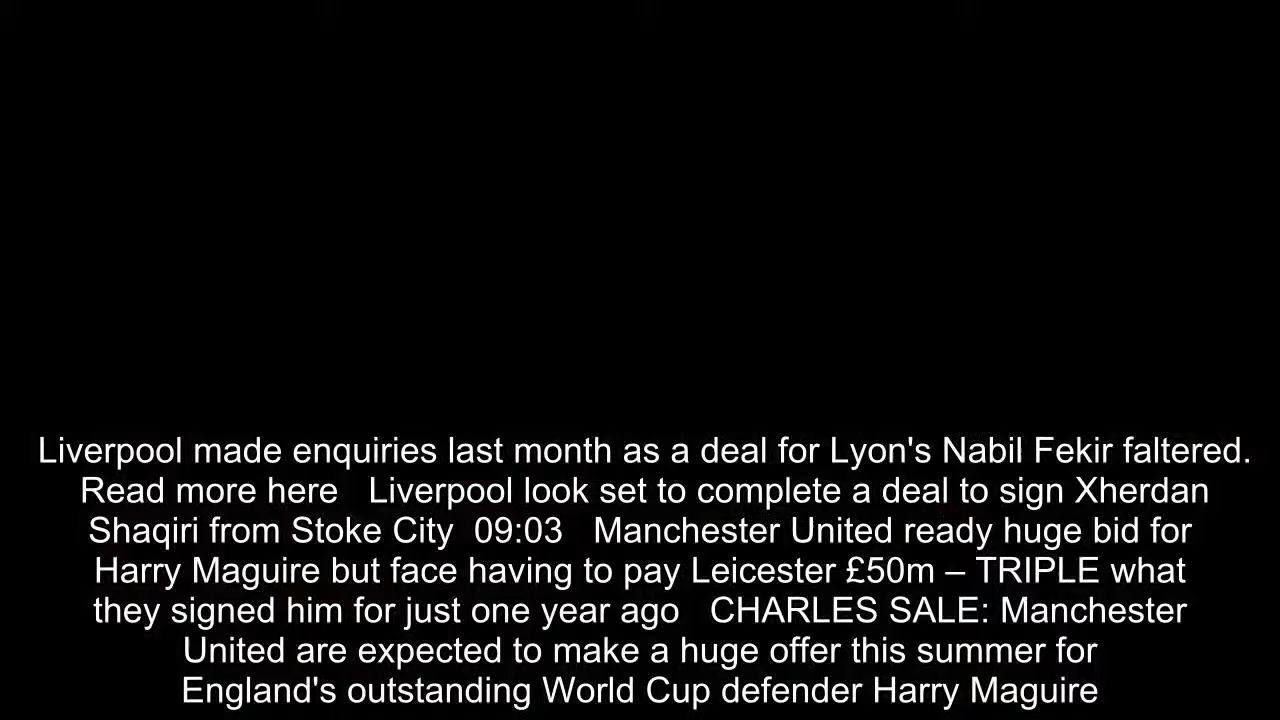 Liverpool made enquiries last month as a deal for Lyon's Nabil Fekir faltered.
Read more here   Liverpool look set to complete a deal to sign Xherdan
Shaqiri from Stoke City  09:03   Manchester United ready huge bid for
Harry Maguire but face having to pay Leicester £50m – TRIPLE what
they signed him for just one year ago   CHARLES SALE: Manchester
United are expected to make a huge offer this summer for
England's outstanding World Cup defender Harry Maguire